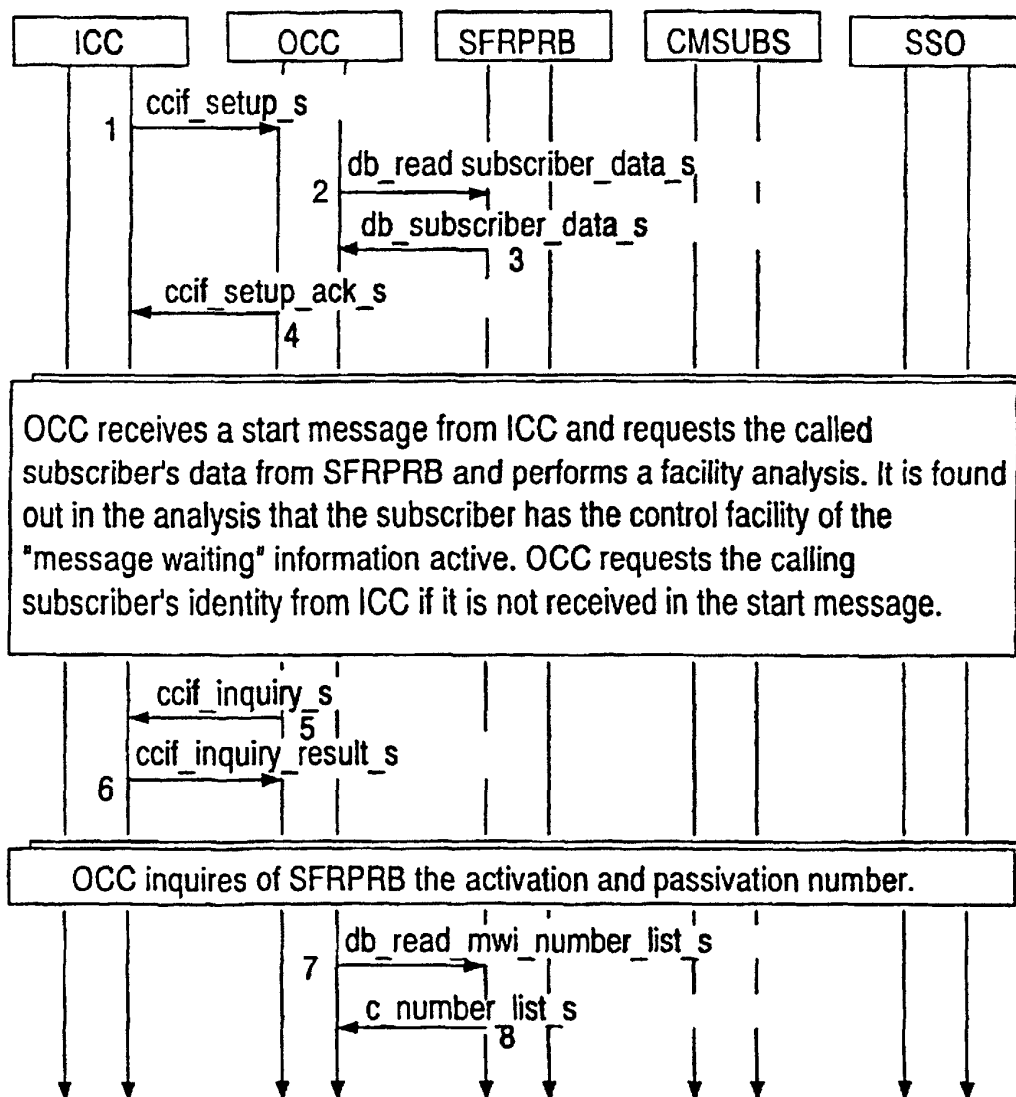 ICC OCC SFRPRB CMSUBS SSO
ccif_setup_s
1
db_read subscriber_data_s
2
db_subscriber_data_s
3
ccif_setup_ack_s
4
OCC receives a start message from ICC and requests the called
subscriber's data from SFRPRB and performs a facility analysis. It is found
out in the analysis that the subscriber has the control facility of the
"message waiting" information active. OCC requests the calling
subscriber's identity from ICC if it is not received in the start message.
ccif_inquiry_s
5
ccif_inquiry_result_s
6
OCC inquires of SFRPRB the activation and passivation number.
db_read_mwi_number_list_s
7
c_number_list_s
8